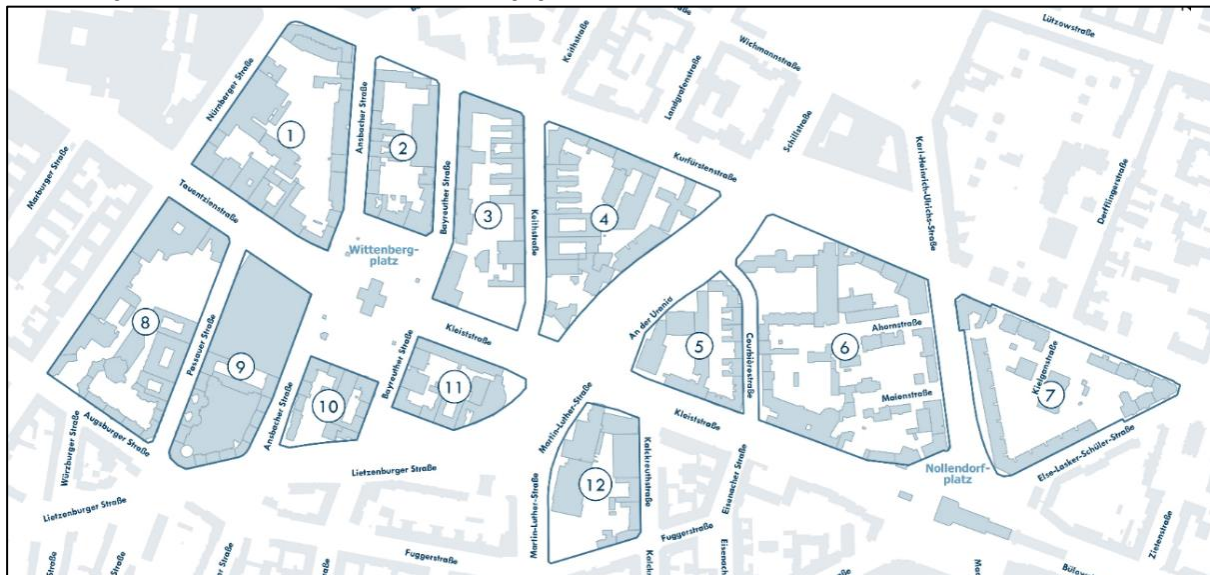 Keithstraße
Wichmannstraße
Lützowstraße
Landgrafenstraße
Nürnberger Straße
Schillstraße
1
Ansbacher Straße
2
Kurfürstenstraße
Marburger Straße
Karl-Heinrich-Ulrichs-Straße
Derfflingerstraße
Tauentzienstraße
Bayreuther Straße
3
Keithstraße
4
Wittenberg-
platz
An der Urania
Kleiststraße
8
Passauer Straße
9
Ansbacher Straße
10
Bayreuther Straße
11
5
Courbièrestraße
6
Ahornstraße
Maienstraße
Kielganstraße
7
Augsburger Straße
Würzburger Straße
Martin-Luther-Straße
Kleiststraße
Else-Lasker-Schüler-Straße
Nollendorf-
platz
Lietzenburger Straße
Lietzenburger Straße
Martin-Luther-Straße
12
Kalckreuthstraße
Eisenacher Straße
Fuggerstraße
Fuggerstraße
Zietenstraße